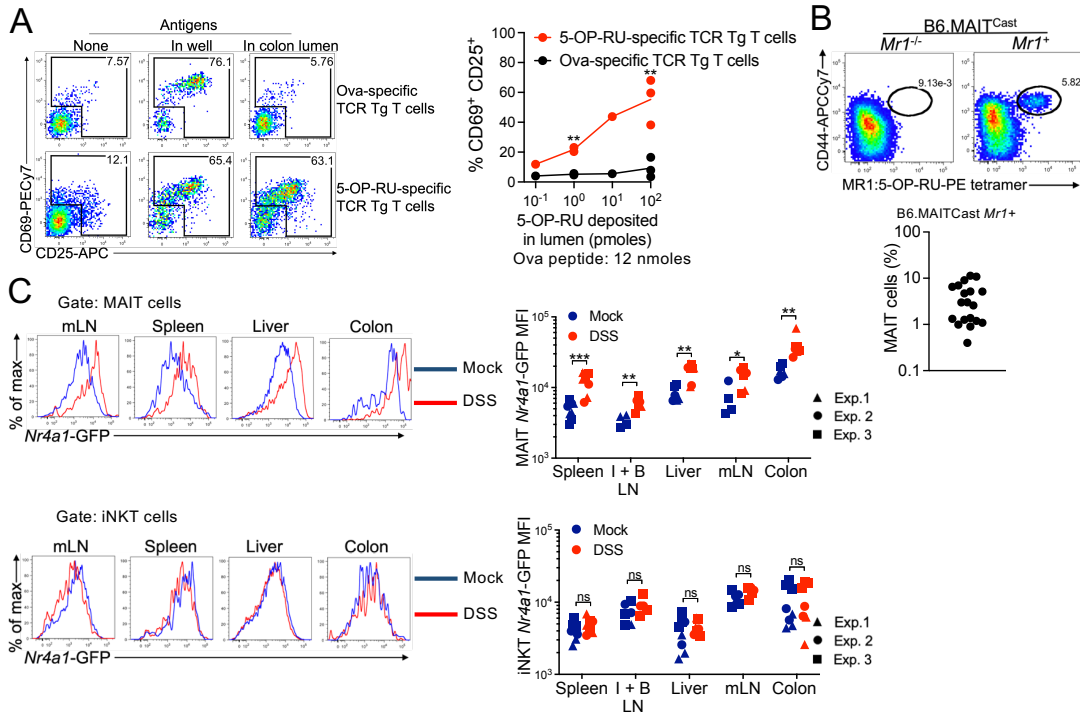 A
Antigens
None
In well
In colon lumen
7.57
76.1
5.76
Ova-specific
TCR Tg T cells
12.1
65.4
63.1
5-OP-RU-specific
TCR Tg T cells
CD69-PECy7
CD25-APC
% CD69+ CD25+
100
80
60
40
20
0
5-OP-RU-specific TCR Tg T cells
Ova-specific TCR Tg T cells
**
**
10-1
100
101
102
5-OP-RU deposited
in lumen (pmoles)
Ova peptide: 12 nmoles
B
B6.MAITCast
Mr1-/-
Mr1+
9.13e-3
5.82
CD44-APCCy7
MR1:5-OP-RU-PE tetramer
B6.MAITCast Mr1+
MAIT cells (%)
100
10
1
0.1
C
Gate: MAIT cells
mLN
Spleen
Liver
Colon
% of max
Nr4a1-GFP
Mock
DSS
MAIT Nr4a1-GFP MFI
105
104
103
Mock
DSS
***
**
**
*
**
Spleen
I + B
LN
Liver
mLN
Colon
Exp.1
Exp. 2
Exp. 3
Gate: iNKT cells
mLN
Spleen
Liver
Colon
% of max
Nr4a1-GFP
Mock
DSS
iNKT Nr4a1-GFP MFI
105
104
103
Mock
DSS
ns
ns
ns
ns
ns
Spleen
I + B
LN
Liver
mLN
Colon
Exp.1
Exp. 2
Exp. 3